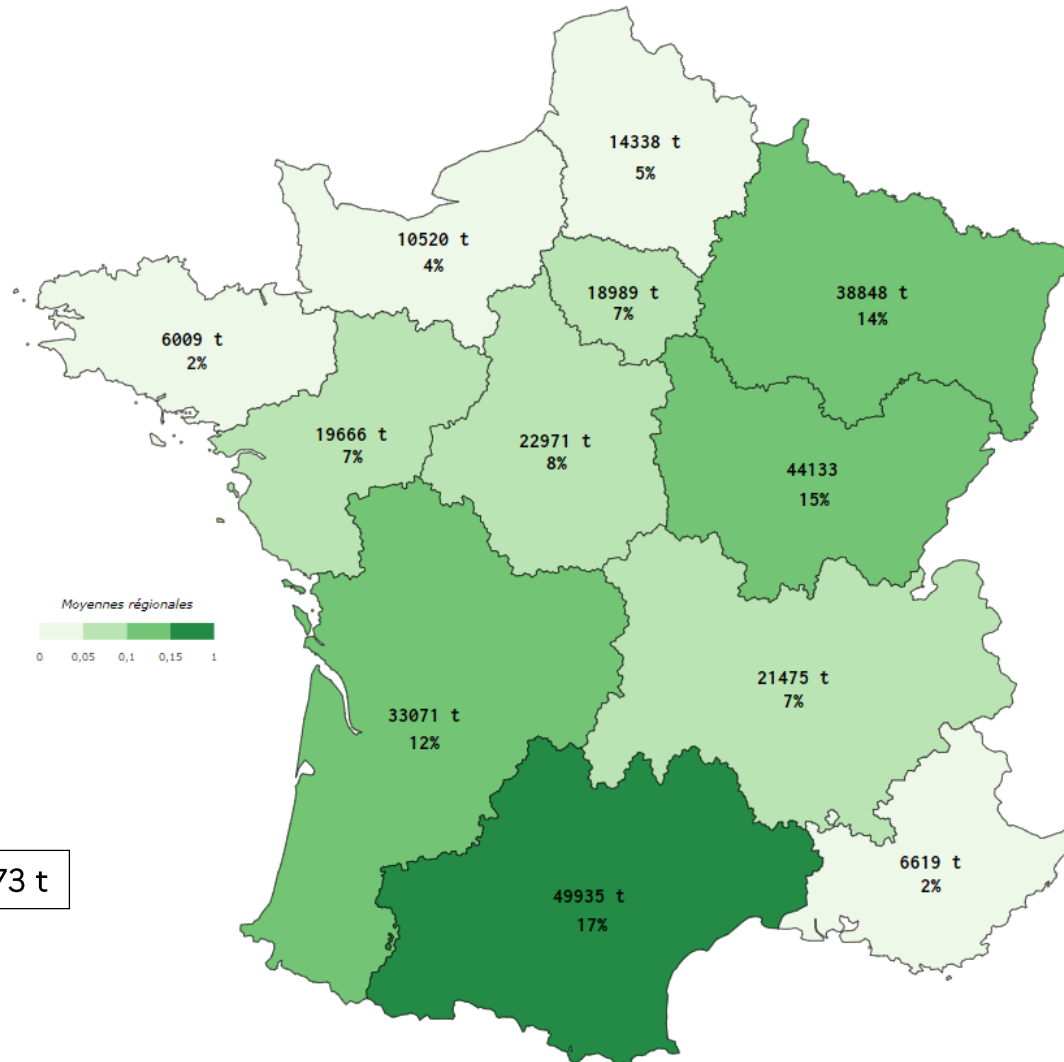 14338 t
5%
10520 t
4%
18989 t
7%
38848 t
14%
6009 t
2%
19666 t
7%
22971 t
8%
44133
15%
Moyennes régionales
0 0,05 0,1 0,15 1
21475 t
7%
33071 t
12%
6619 t
2%
73 t
49935 t
17%